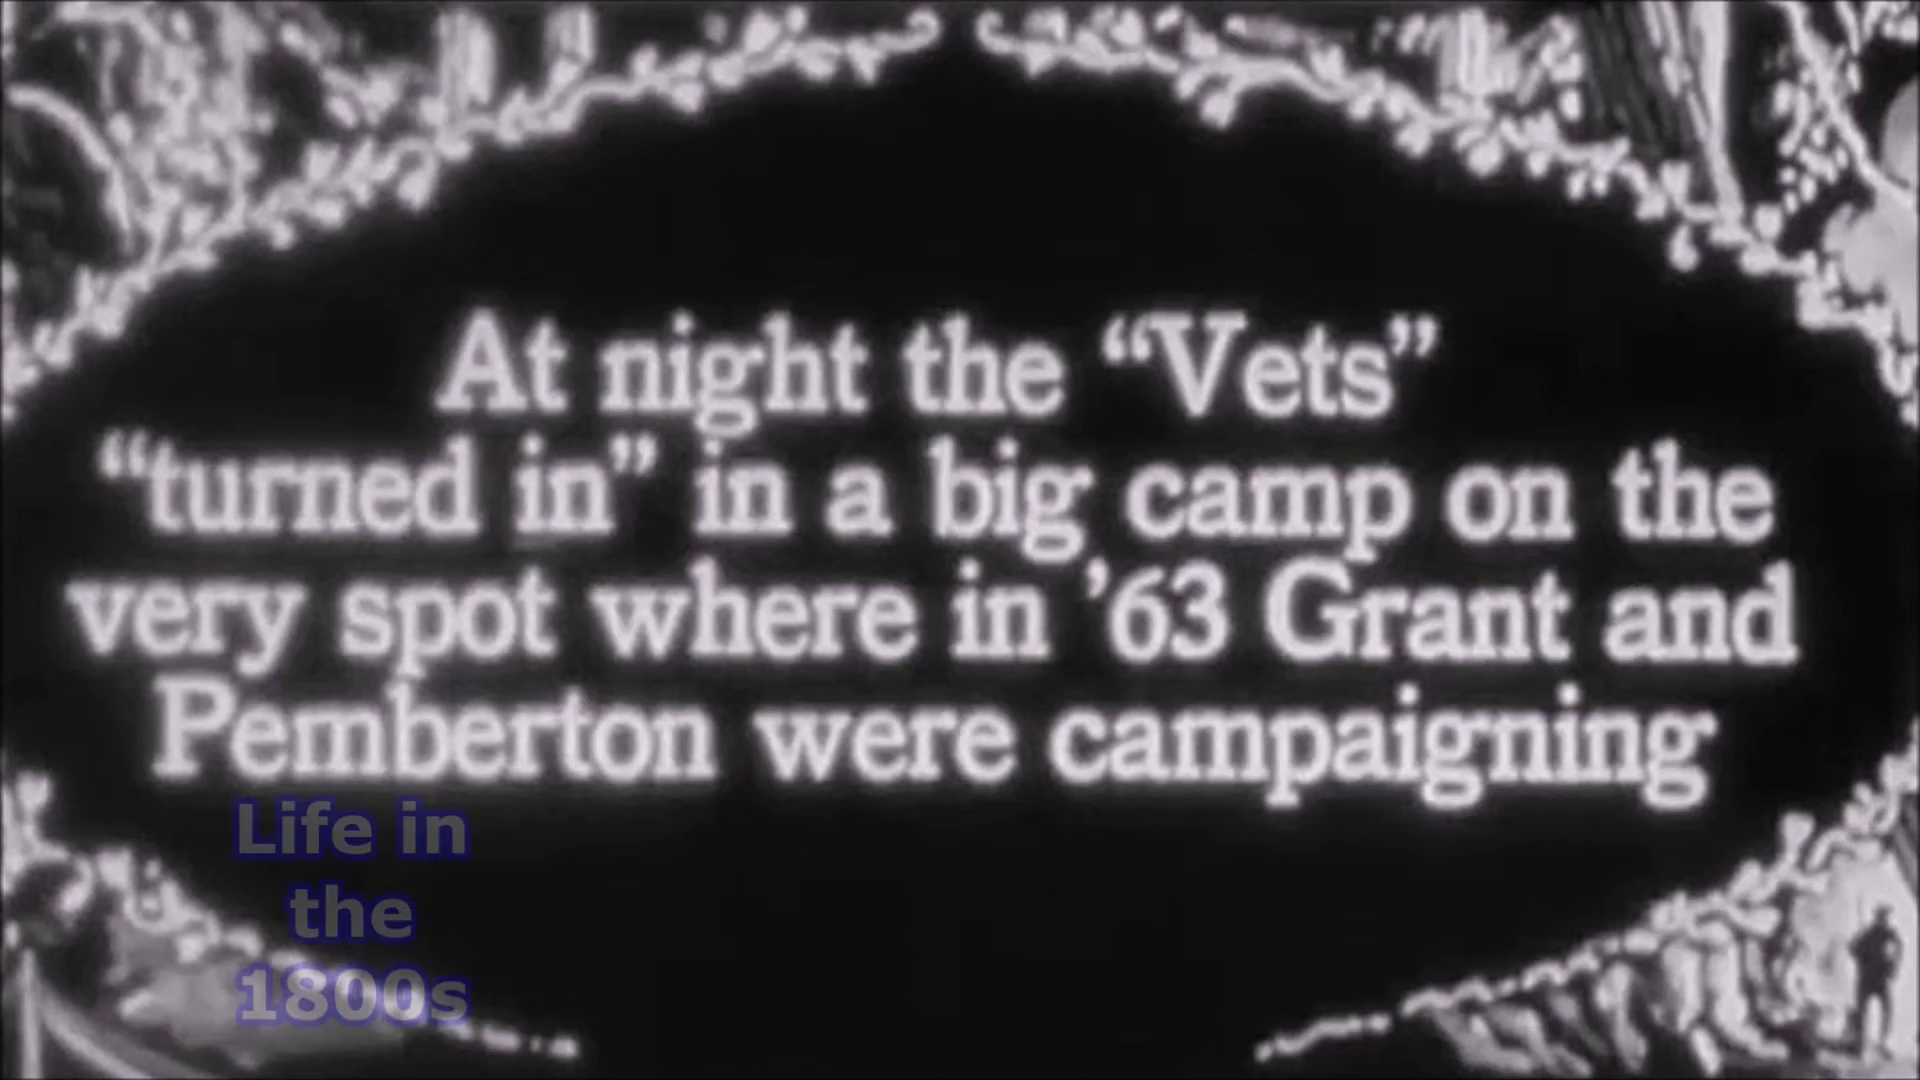 At night the “Vets”
“turned in” in a big camp on the
very spot where in ’63 Grant and
Pemberton were campaigning
Life in
the
1800s